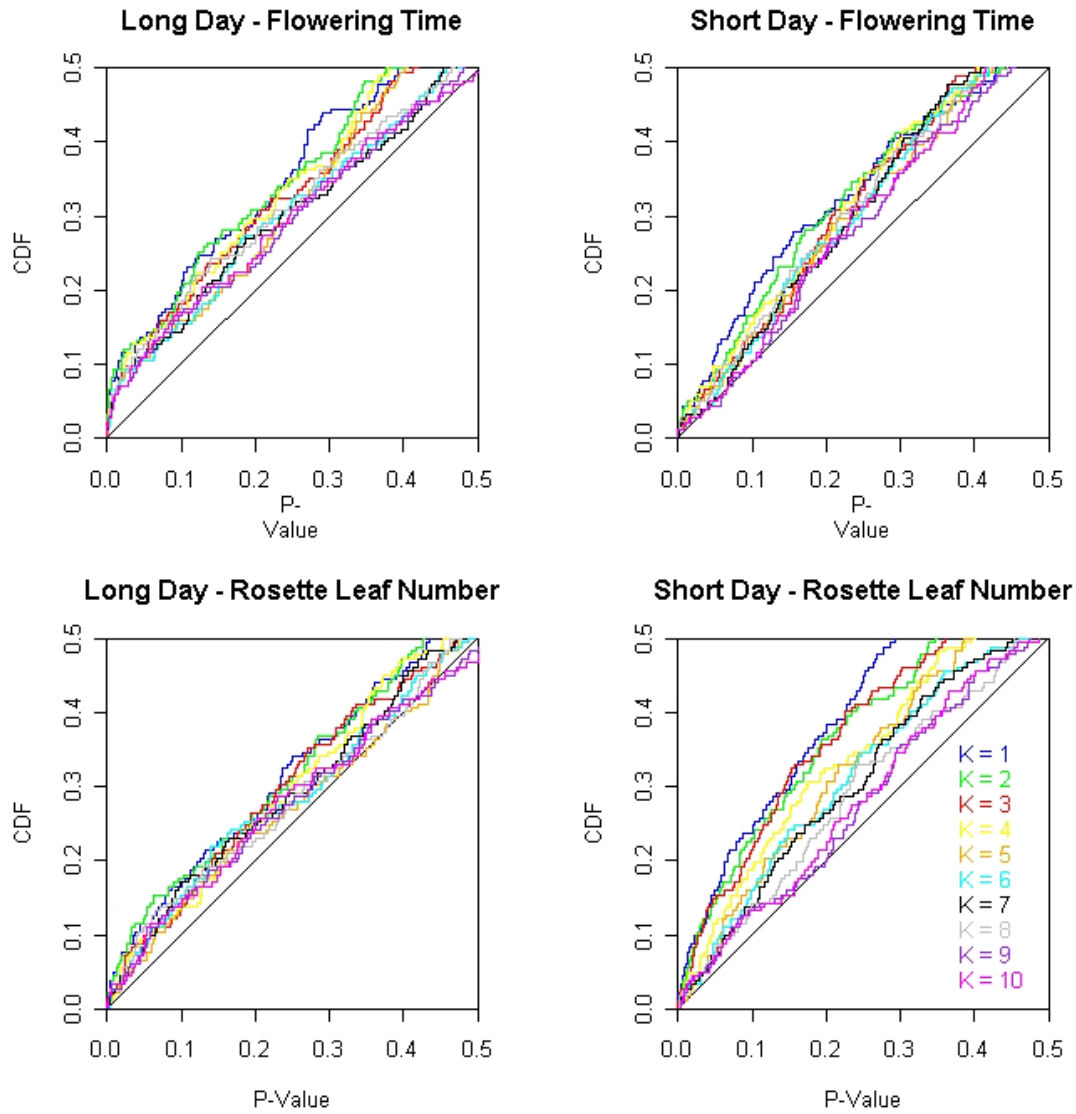 Long Day - Flowering Time
CDF
0.5
0.4
0.3
0.2
0.1
0.0
0.0 0.1 0.2 0.3 0.4 0.5
P-
Value
Short Day - Flowering Time
CDF
0.5
0.4
0.3
0.2
0.1
0.0
0.0 0.1 0.2 0.3 0.4 0.5
P-
Value
Long Day - Rosette Leaf Number
CDF
0.5
0.4
0.3
0.2
0.1
0.0
0.0 0.1 0.2 0.3 0.4 0.5
P-Value
Short Day - Rosette Leaf Number
CDF
0.5
0.4
0.3
0.2
0.1
0.0
K = 1
K = 2
K = 3
K = 4
K = 5
K = 6
K = 7
K = 8
K = 9
K = 10
0.0 0.1 0.2 0.3 0.4 0.5
P-Value